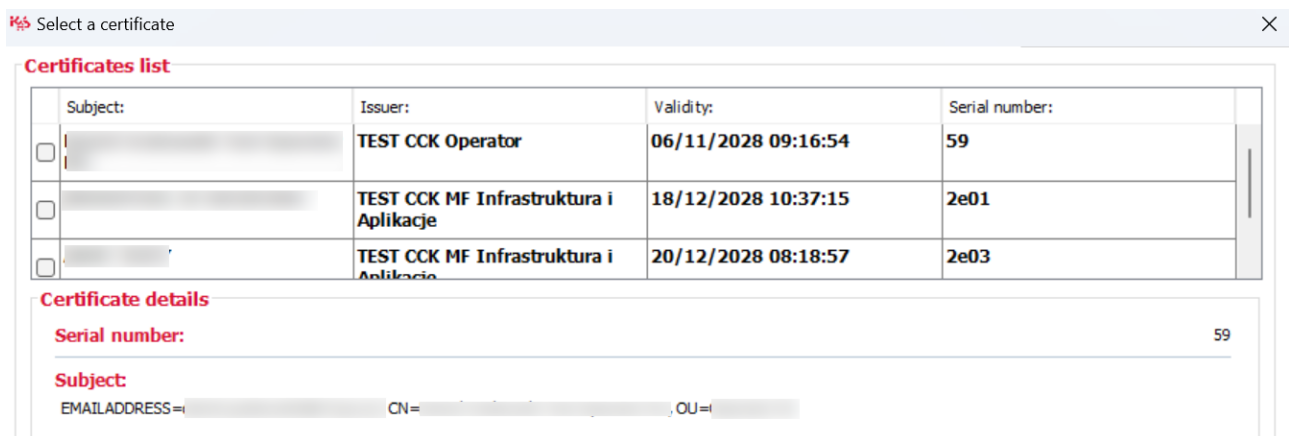 Select a certificate
Certificates list
Subject: Issuer: Validity: Serial number:
TEST CCK Operator 06/11/2028 09:16:54 59
TEST CCK MF Infrastruktura i 18/12/2028 10:37:15 2e01
Aplikacje
TEST CCK MF Infrastruktura i 20/12/2028 08:18:57 2e03
Aplikacje
Certificate details
Serial number: 59
Subject:
EMAILADDRESS= CN= , OU=